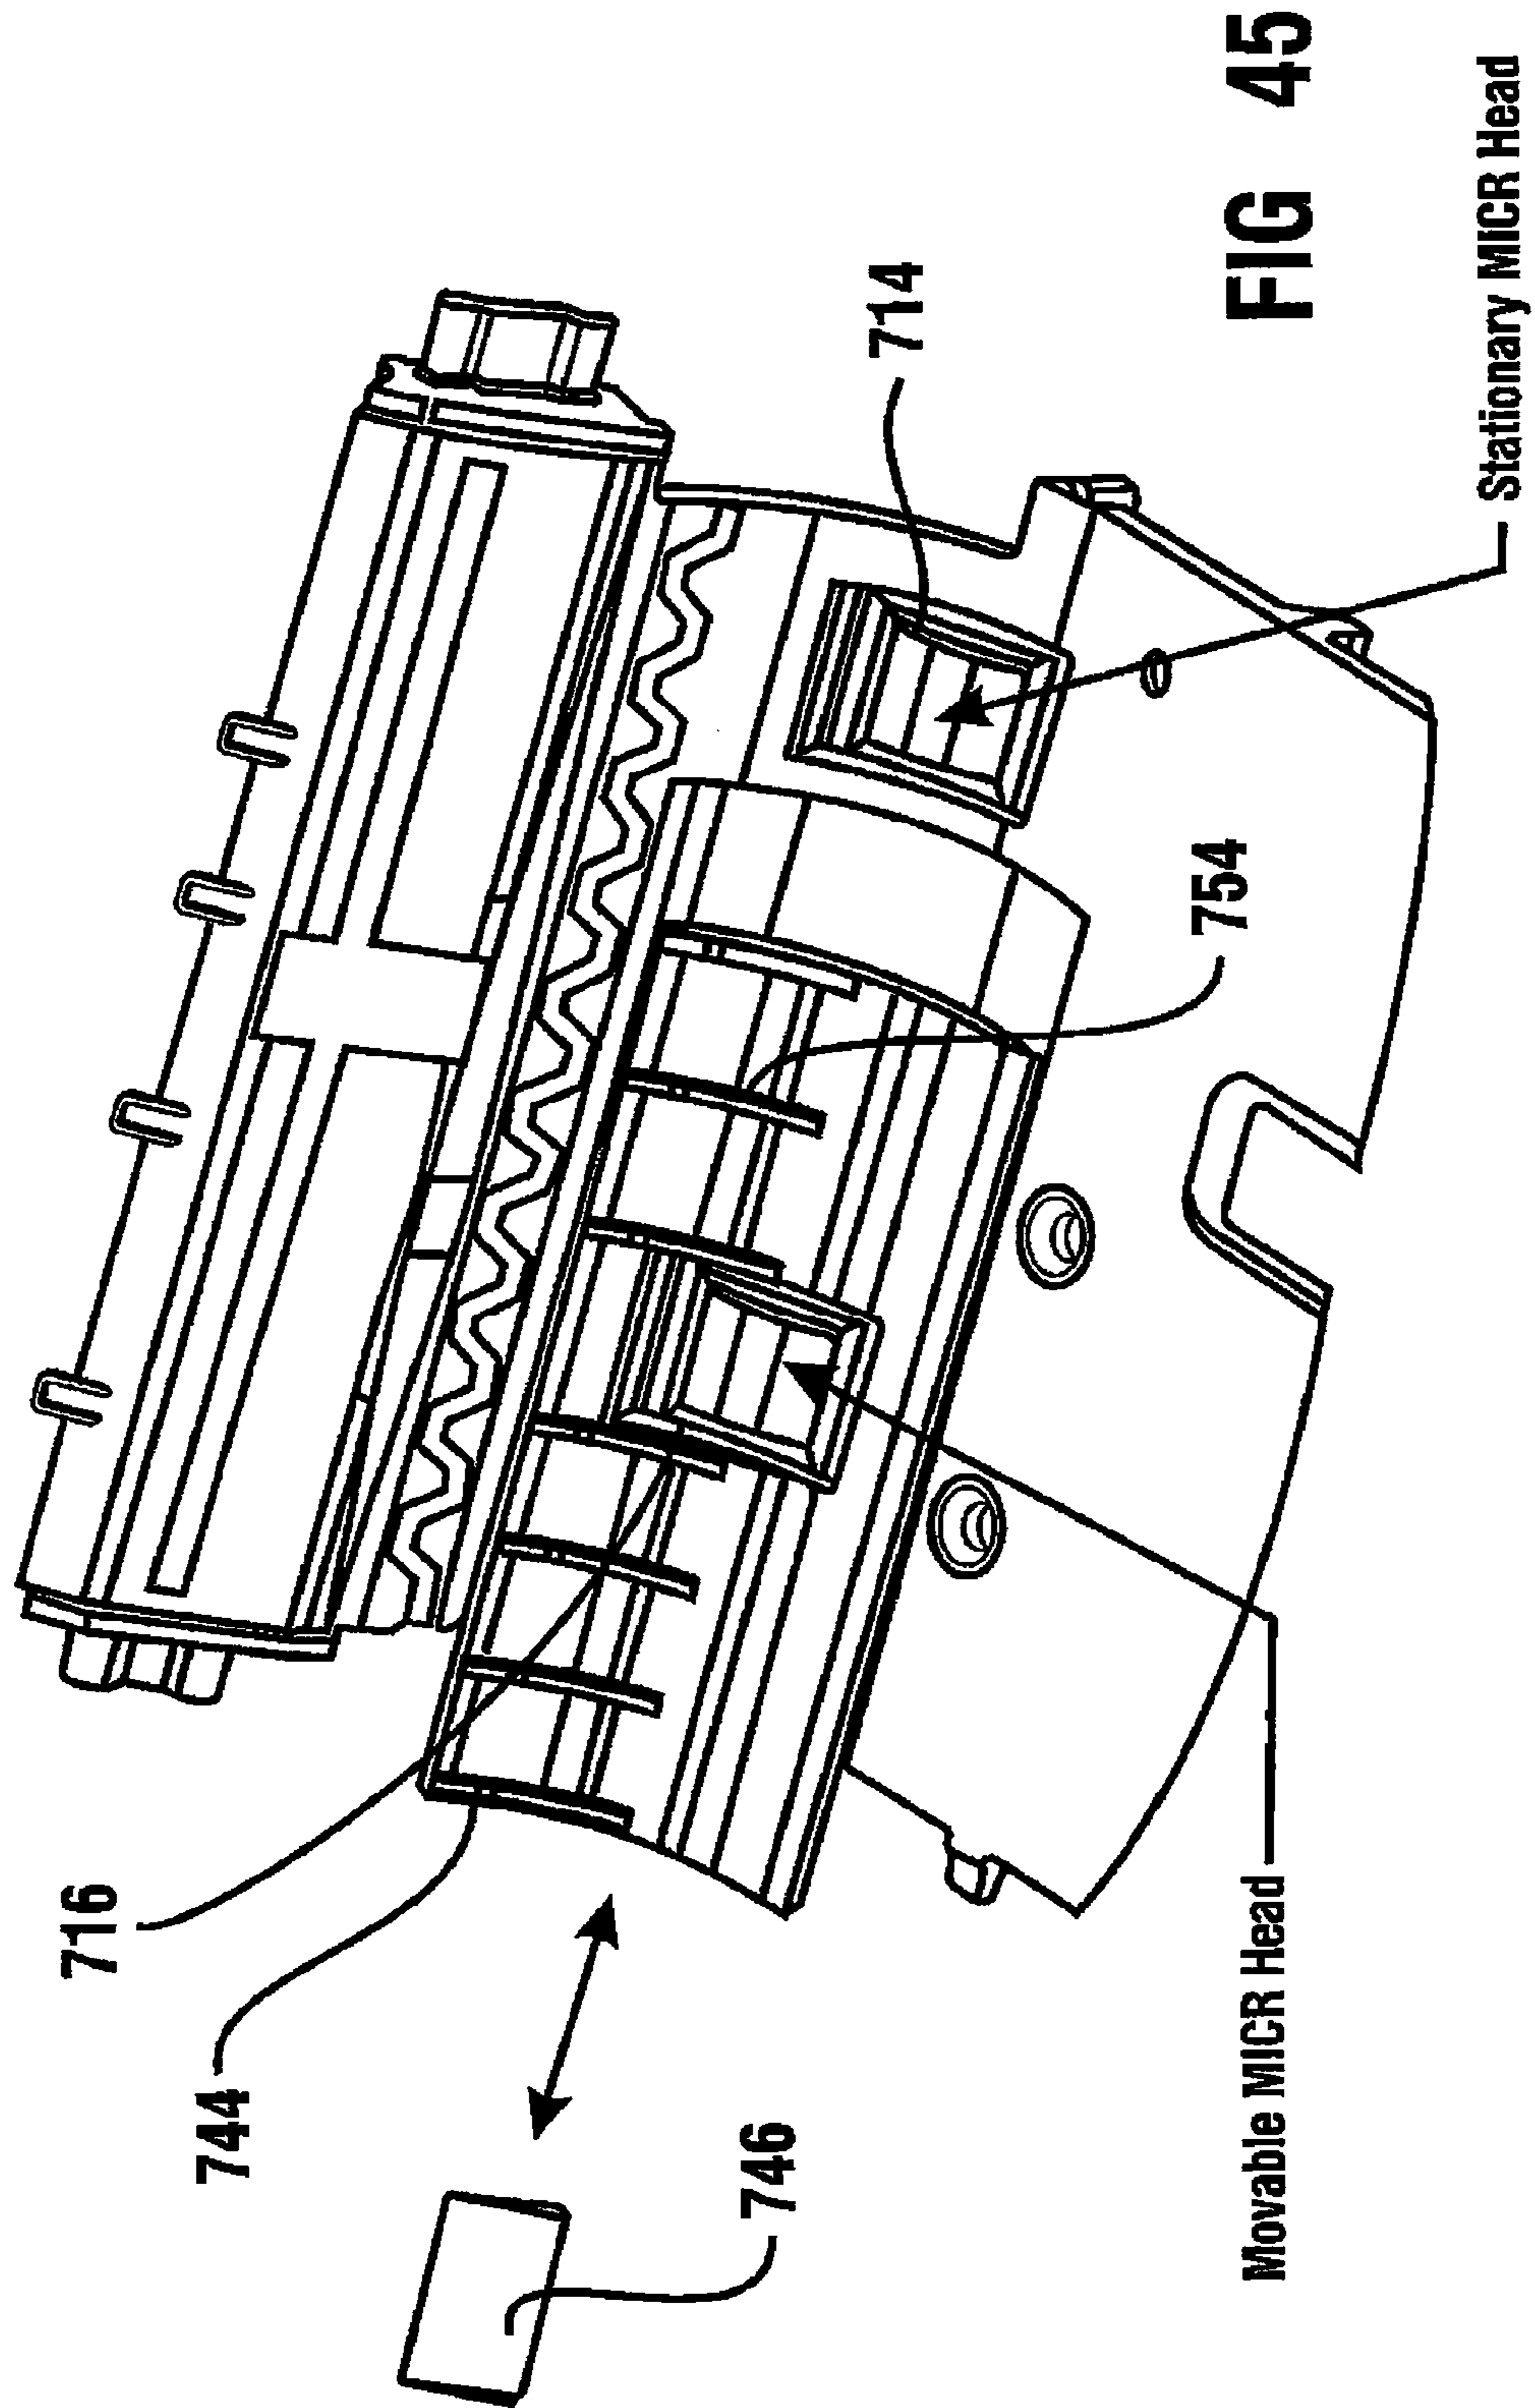 716
744
746
714
754
FIG 45
Movable MICR Head
Stationary MICR Head